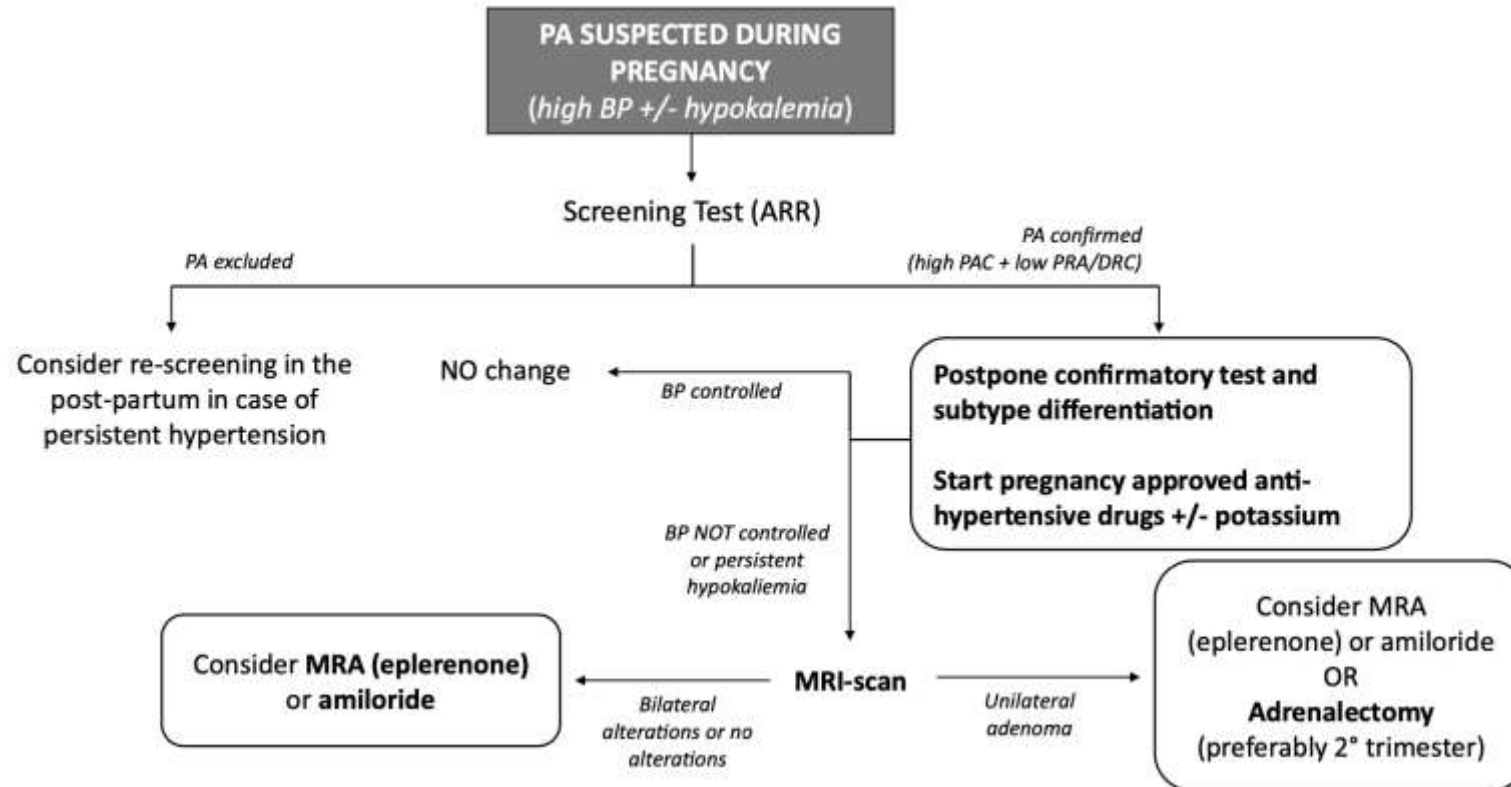 PA SUSPECTED DURING
PREGNANCY
(high BP +/- hypokalemia)
Screening Test (ARR)
PA excluded
PA confirmed
(high PAC + low PRA/DRC)
Consider re-screening in the
post-partum in case of
persistent hypertension
NO change
BP controlled
Postpone confirmatory test and
subtype differentiation
Start pregnancy approved anti-
hypertensive drugs +/- potassium
BP NOT controlled
or persistent
hypokaliemia
Consider MRA (eplerenone)
or amiloride
Bilateral
alterations or no
alterations
MRI-scan
Unilateral
adenoma
Consider MRA
(eplerenone) or amiloride
OR
Adrenalectomy
(preferably 2° trimester)